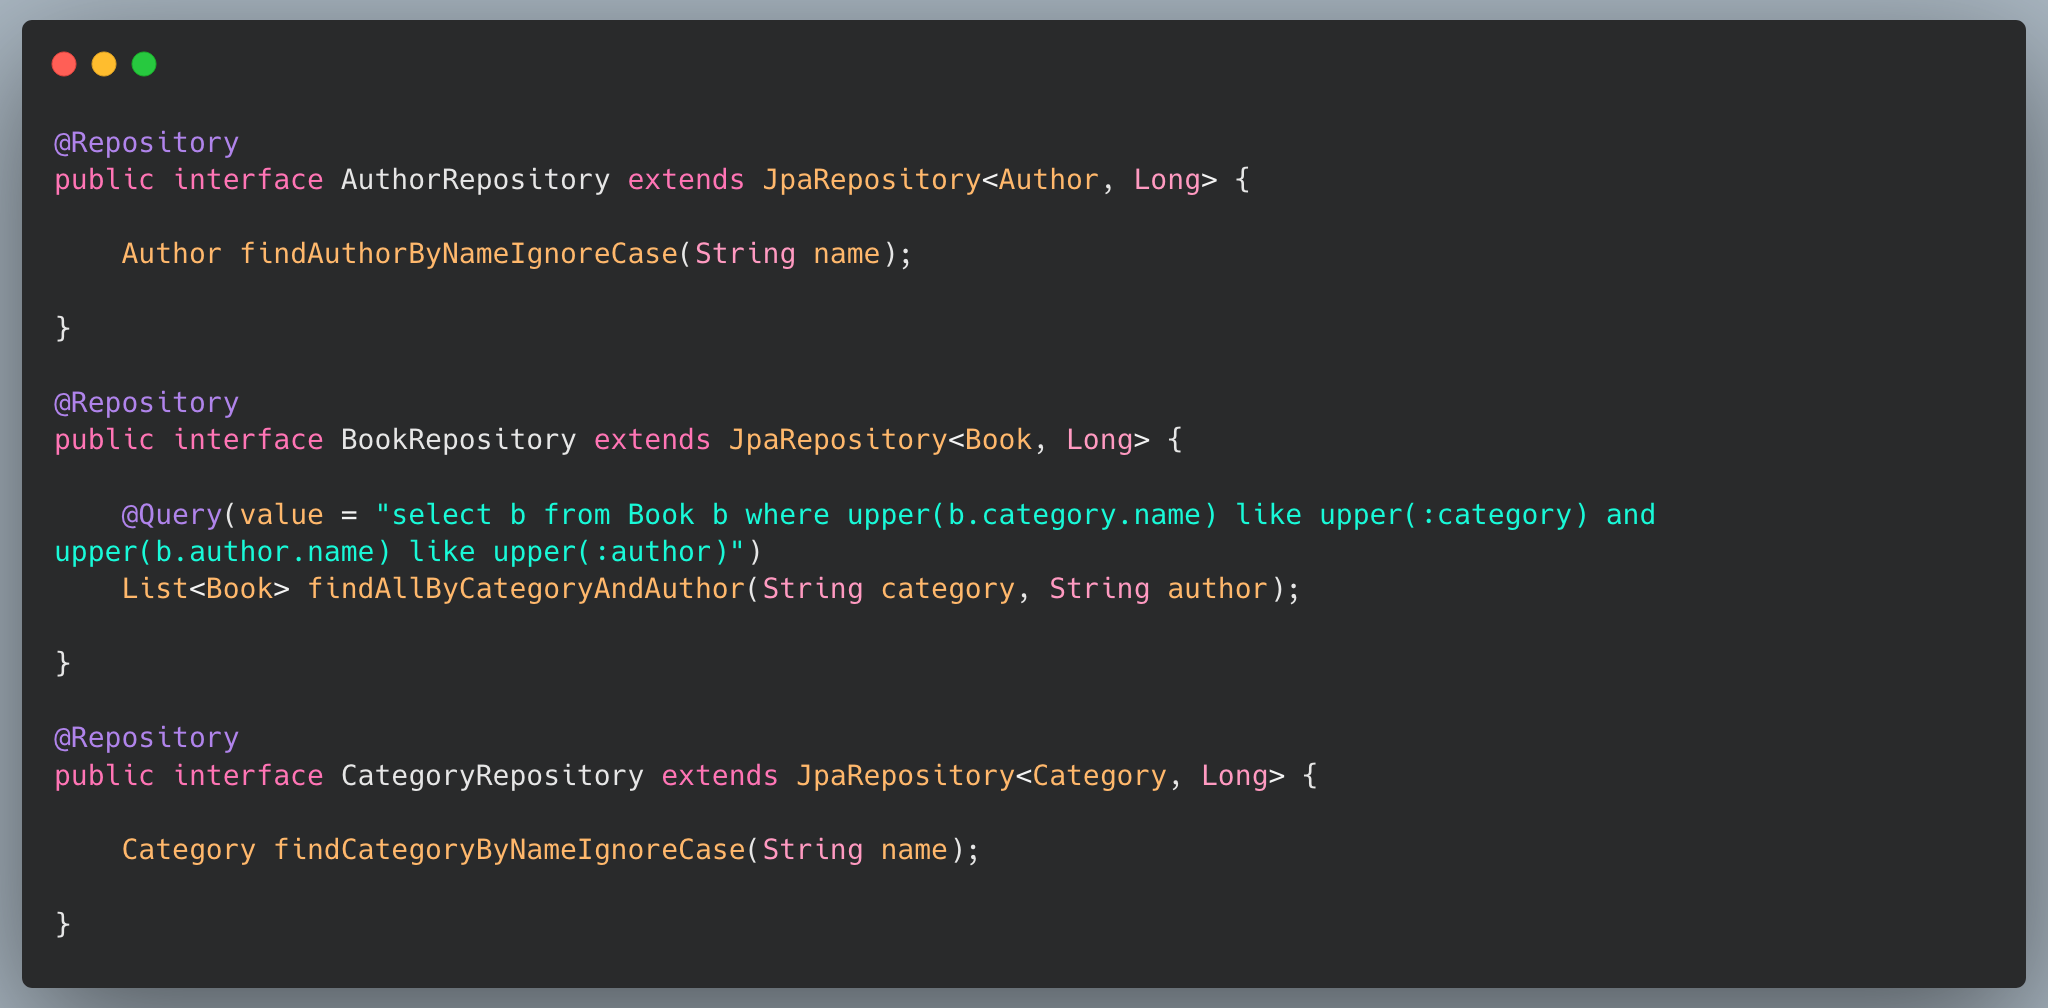 @Repository
public interface AuthorRepository extends JpaRepository<Author, Long> {
Author findAuthorByNameIgnoreCase(String name);
}
@Repository
public interface BookRepository extends JpaRepository<Book, Long> {
@Query(value = "select b from Book b where upper(b.category.name) like upper(:category) and
upper(b.author.name) like upper(:author)")
List<Book> findAllByCategoryAndAuthor(String category, String author);
}
@Repository
public interface CategoryRepository extends JpaRepository<Category, Long> {
Category findCategoryByNameIgnoreCase(String name);
}